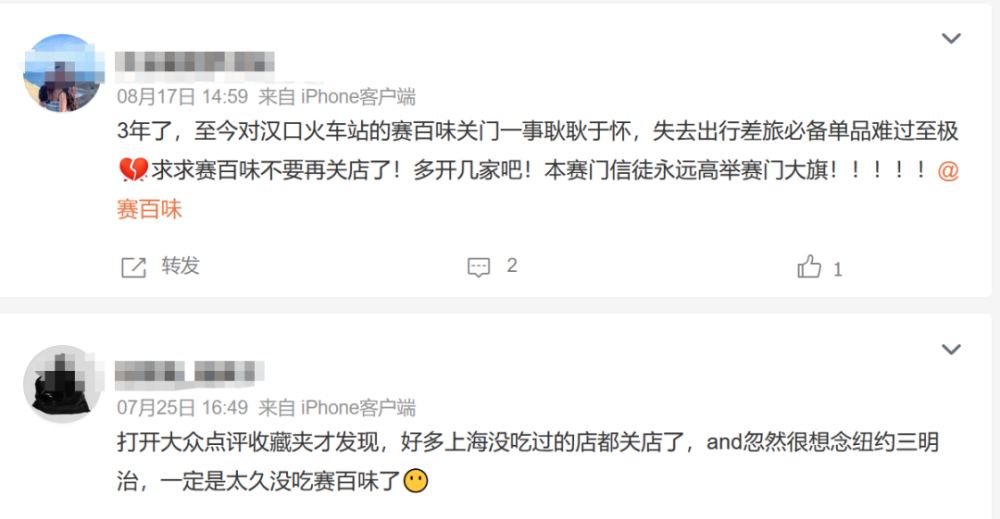 08月17日 14:59 来自 iPhone客户端
3年了，至今对汉口火车站的赛百味关门一事耿耿于怀，失去出行差旅必备单品难过至极
💔求求赛百味不要再关店了！多开几家吧！本赛门信徒永远高举赛门大旗！！！！！@
赛百味
转发 2 1
07月25日 16:49 来自 iPhone客户端
打开大众点评收藏夹才发现，好多上海没吃过的店都关店了，and忽然很想念纽约三明
治，一定是太久没吃赛百味了😶